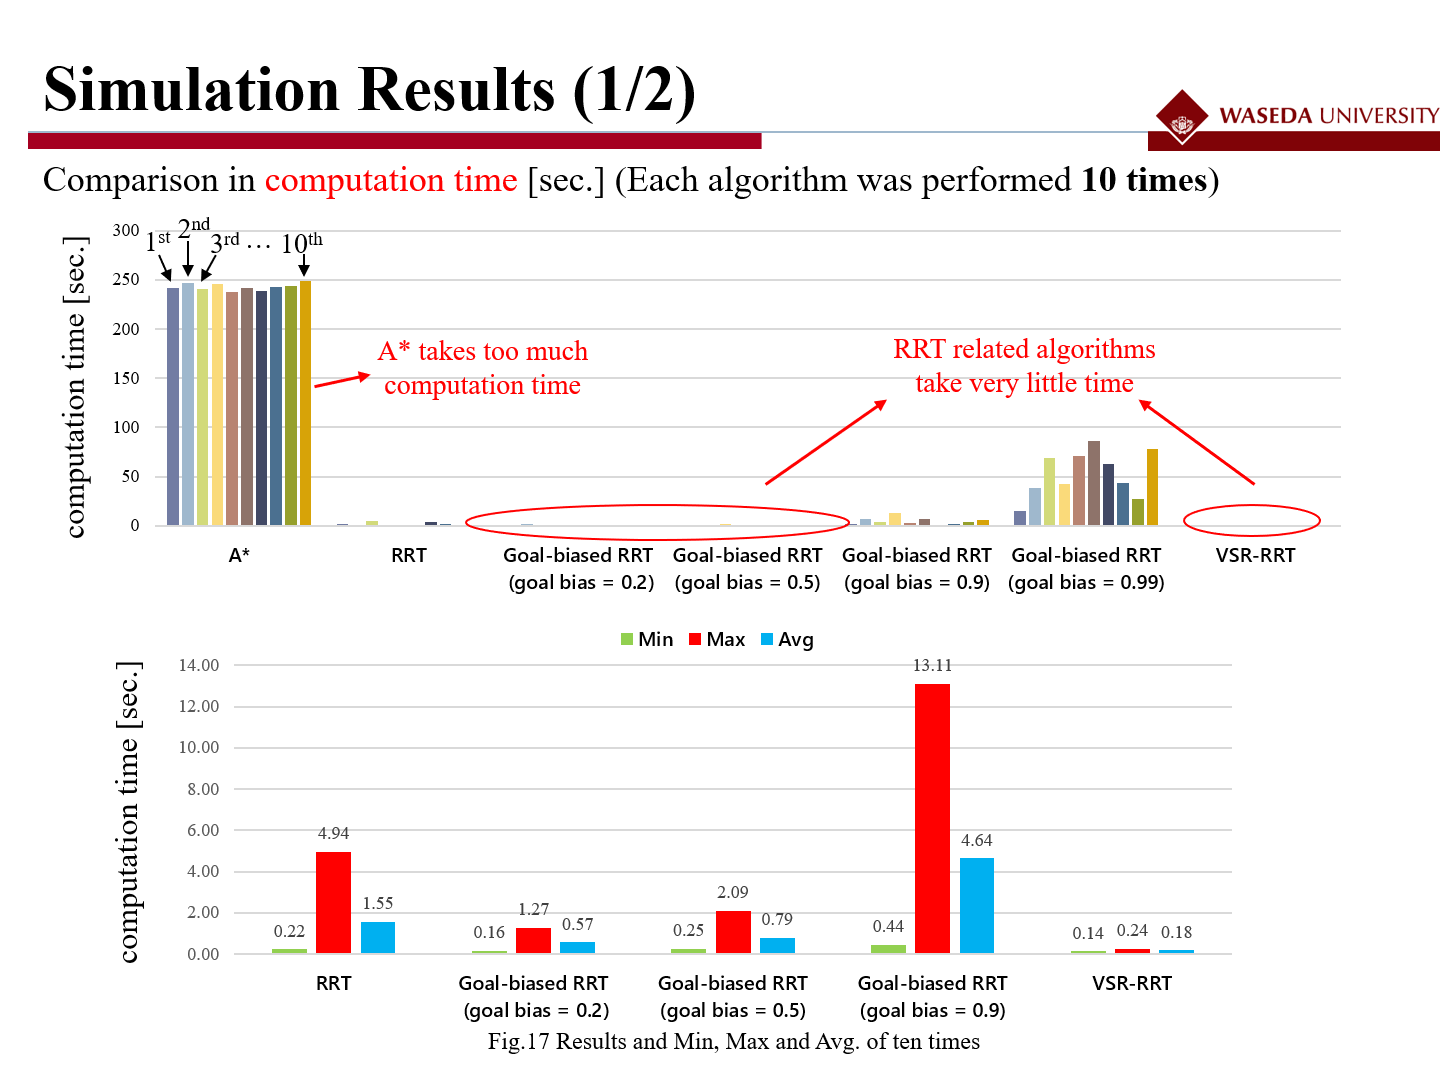 Simulation Results (1/2)
WASEDA UNIVERSITY
Comparison in computation time [sec.] (Each algorithm was performed 10 times)
computation time [sec.]
300
250
200
150
100
50
0
1st 2nd 3rd … 10th
A* takes too much
computation time
RRT related algorithms
take very little time
A*
RRT
Goal-biased RRT
(goal bias = 0.2)
Goal-biased RRT
(goal bias = 0.5)
Goal-biased RRT
(goal bias = 0.9)
Goal-biased RRT
(goal bias = 0.99)
VSR-RRT
Min Max Avg
computation time [sec.]
14.00
12.00
10.00
8.00
6.00
4.00
2.00
0.00
0.22 4.94 1.55
0.16 1.27 0.57
0.25 2.09 0.79
0.44 13.11 4.64
0.14 0.24 0.18
RRT
Goal-biased RRT
(goal bias = 0.2)
Goal-biased RRT
(goal bias = 0.5)
Goal-biased RRT
(goal bias = 0.9)
VSR-RRT
Fig.17 Results and Min, Max and Avg. of ten times